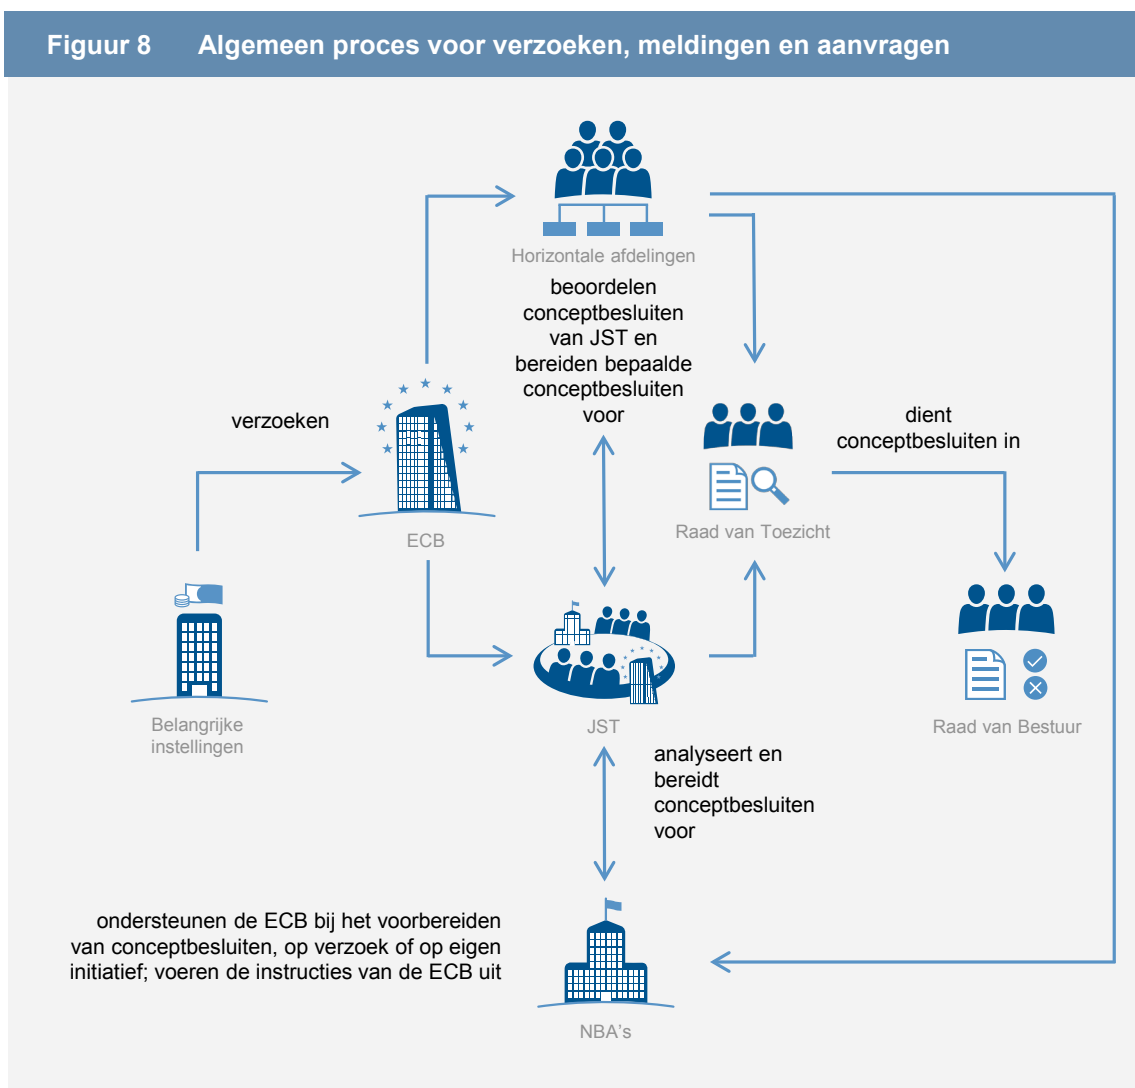 Figuur 8 Algemeen proces voor verzoeken, meldingen en aanvragen
Horizontale afdelingen
beoordelen
conceptbesluiten
van JST en
bereiden bepaalde
conceptbesluiten
voor
verzoeken
ECB
dient
conceptbesluiten in
Raad van Toezicht
Belangrijke
instellingen
JST
Raad van Bestuur
analyseert en
bereidt
conceptbesluiten
voor
ondersteunen de ECB bij het voorbereiden
van conceptbesluiten, op verzoek of op eigen
initiatief; voeren de instructies van de ECB uit
NBA's